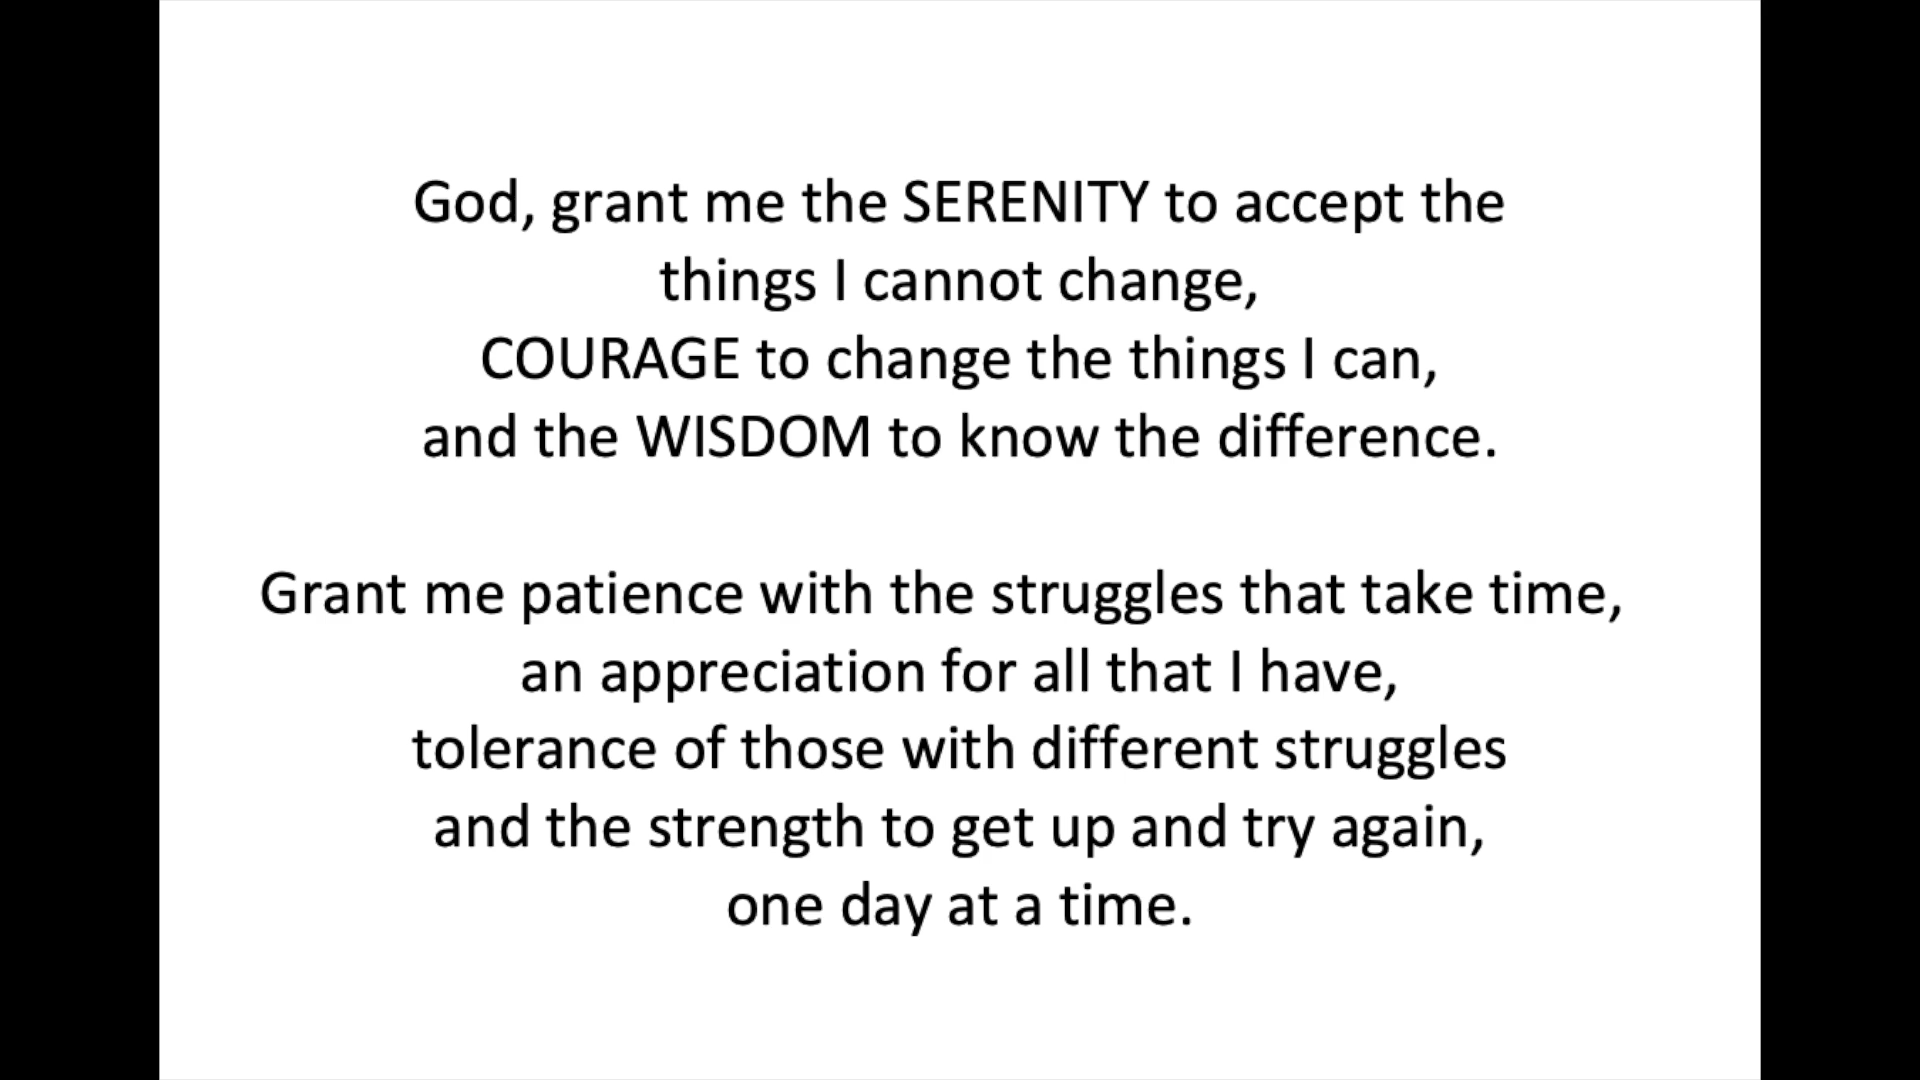 God, grant me the SERENITY to accept the
things I cannot change,
COURAGE to change the things I can,
and the WISDOM to know the difference.
Grant me patience with the struggles that take time,
an appreciation for all that I have,
tolerance of those with different struggles
and the strength to get up and try again,
one day at a time.